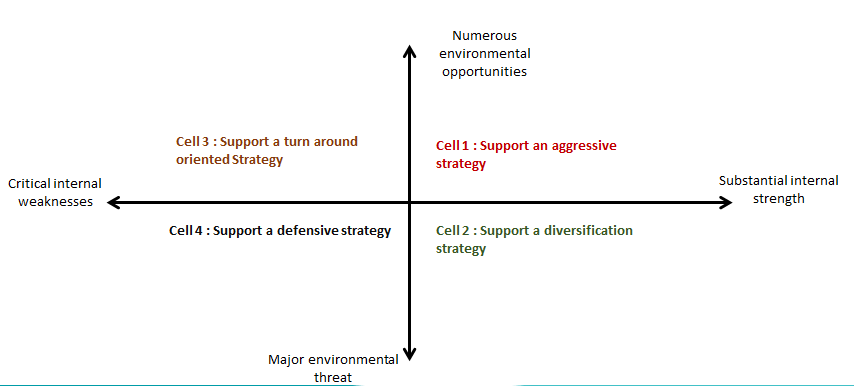 Numerous
environmental
opportunities
Cell 3 : Support a turn around
oriented Strategy
Cell 1 : Support an aggressive
strategy
Critical internal
weaknesses
Substantial internal
strength
Cell 4 : Support a defensive strategy
Cell 2 : Support a diversification
strategy
Major environmental
threat